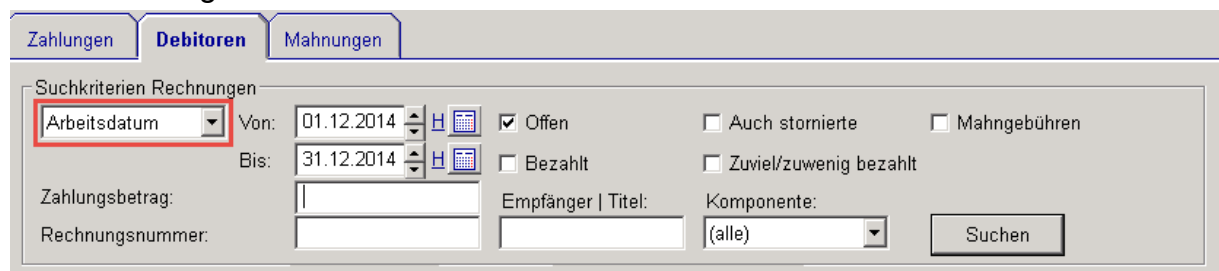 Zahlungen Debitoren Mahnungen
Suchkriterien Rechnungen
Arbeitsdatum Von: 01.12.2014 H Offen Auch stornierte Mahngebühren
Bis: 31.12.2014 H Bezahlt Zuviel/zuwenig bezahlt
Zahlungsbetrag: Empfänger | Titel: Komponente:
Rechnungsnummer: (alle) Suchen